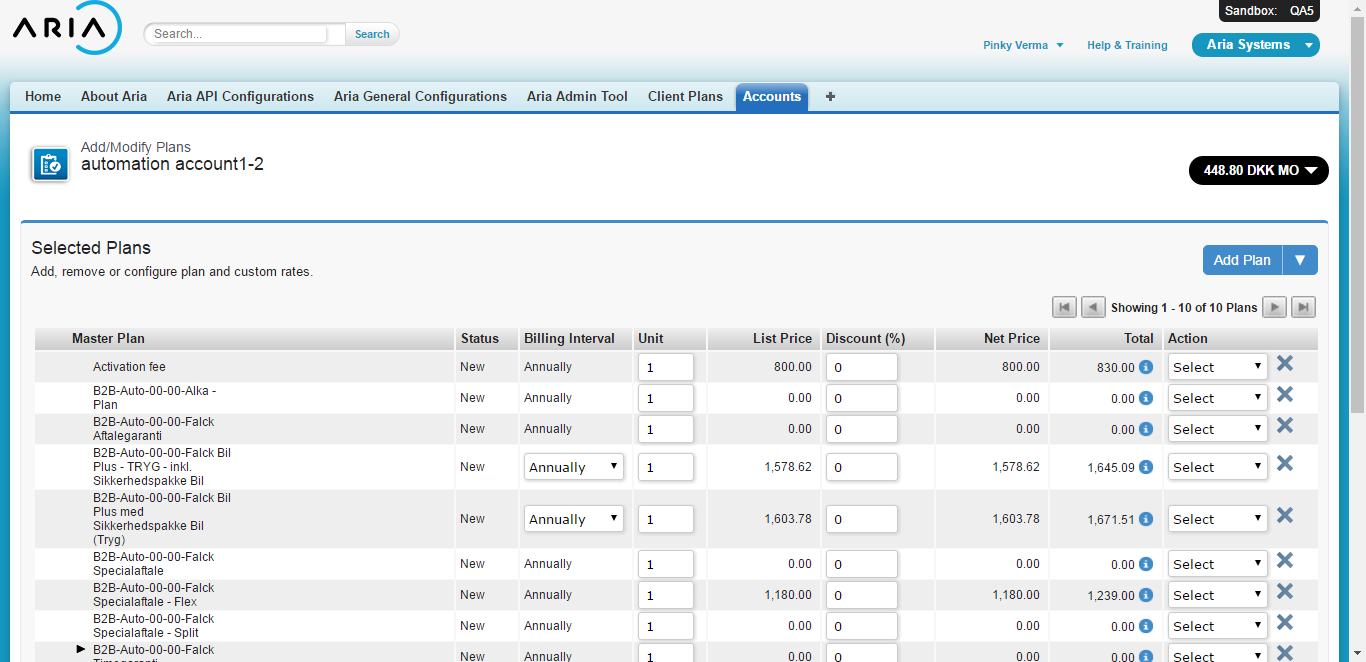 Sandbox: QA5
ARIA
Search...
Search
Pinky Verma
Help & Training
Aria Systems
Home About Aria Aria API Configurations Aria General Configurations Aria Admin Tool Client Plans Accounts +
Add/Modify Plans
automation account1-2
448.80 DKK MO
Selected Plans
Add, remove or configure plan and custom rates.
Add Plan
Showing 1 - 10 of 10 Plans
Master Plan Status Billing Interval Unit List Price Discount (%) Net Price Total Action
Activation fee New Annually 1 800.00 0 800.00 830.00 Select
B2B-Auto-00-00-Alka -
Plan
New Annually 1 0.00 0 0.00 0.00 Select
B2B-Auto-00-00-Falck
Aftalegaranti
New Annually 1 0.00 0 0.00 0.00 Select
B2B-Auto-00-00-Falck Bil
Plus - TRYG - inkl.
Sikkerhedspakke Bil
New Annually 1 1,578.62 0 1,578.62 1,645.09 Select
B2B-Auto-00-00-Falck Bil
Plus med
Sikkerhedspakke Bil
(Tryg)
New Annually 1 1,603.78 0 1,603.78 1,671.51 Select
B2B-Auto-00-00-Falck
Specialaftale
New Annually 1 0.00 0 0.00 0.00 Select
B2B-Auto-00-00-Falck
Specialaftale - Flex
New Annually 1 1,180.00 0 1,180.00 1,239.00 Select
B2B-Auto-00-00-Falck
Specialaftale - Split
New Annually 1 0.00 0 0.00 0.00 Select
B2B-Auto-00-00-Falck
New Annually 1 0.00 0 0.00 0.00 Select